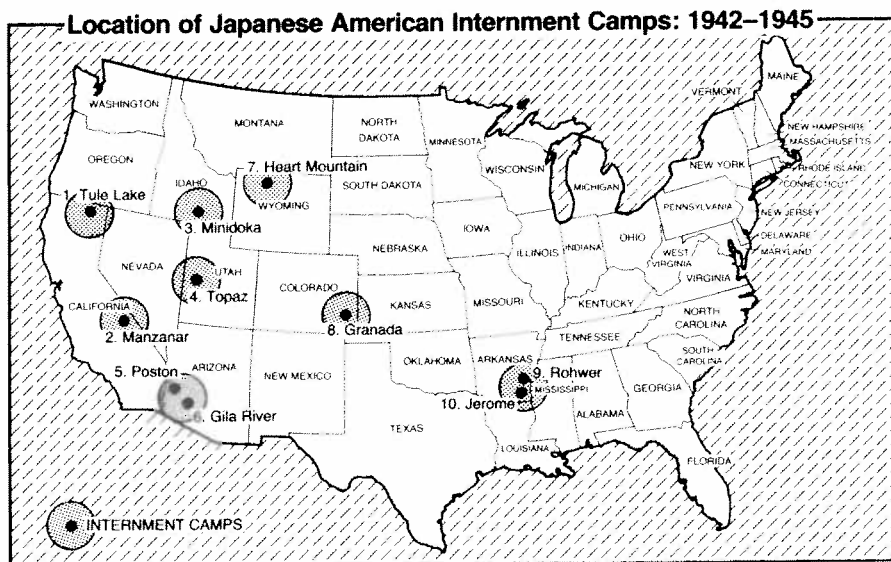 Location of Japanese American Internment Camps: 1942–1945
WASHINGTON
MONTANA
NORTH
DAKOTA
MINNESOTA
VERMONT
MAINE
OREGON
IDAHO
7. Heart Mountain
WYOMING
SOUTH DAKOTA
WISCONSIN
MICHIGAN
NEW YORK
NEW HAMPSHIRE
MASSACHUSETTS
RHODE ISLAND
CONNECTICUT
1. Tule Lake
3. Minidoka
IOWA
PENNSYLVANIA
NEW JERSEY
DELAWARE
MARYLAND
NEVADA
UTAH
4. Topaz
NEBRASKA
ILLINOIS
INDIANA
OHIO
WEST
VIRGINIA
VIRGINIA
CALIFORNIA
2. Manzanar
COLORADO
8. Granada
KANSAS
MISSOURI
KENTUCKY
NORTH
CAROLINA
TENNESSEE
5. Poston
ARIZONA
6. Gila River
NEW MEXICO
OKLAHOMA
ARKANSAS
9. Rohwer
MISSISSIPPI
10. Jerome
SOUTH
CAROLINA
GEORGIA
ALABAMA
TEXAS
LOUISIANA
FLORIDA
INTERNMENT CAMPS